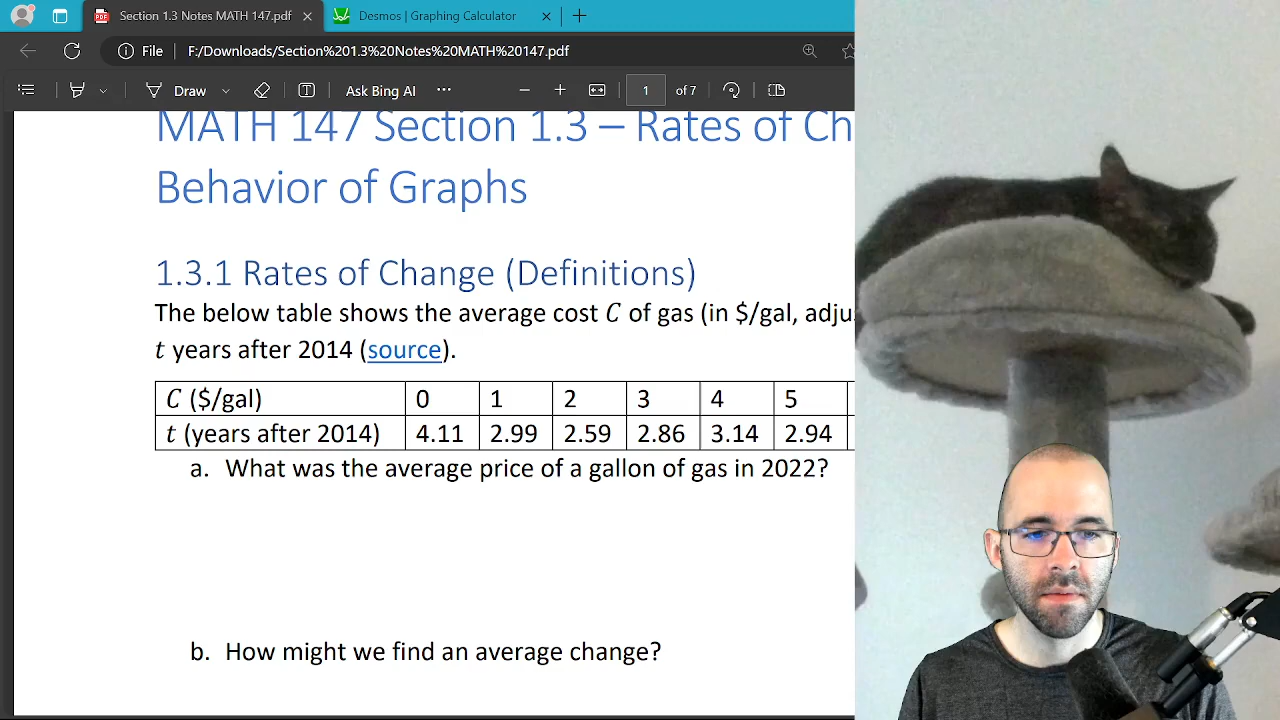 Section 1.3 Notes MATH 147.pdf
Desmos | Graphing Calculator
File F:/Downloads/Section%201.3%20Notes%20MATH%20147.pdf
Draw Ask Bing AI 1 of 7
MATH 147 Section 1.3 – Rates of Ch
Behavior of Graphs
1.3.1 Rates of Change (Definitions)
The below table shows the average cost C of gas (in $/gal, adju
t years after 2014 (source).
C ($/gal) 0 1 2 3 4 5
t (years after 2014) 4.11 2.99 2.59 2.86 3.14 2.94
a. What was the average price of a gallon of gas in 2022?
b. How might we find an average change?